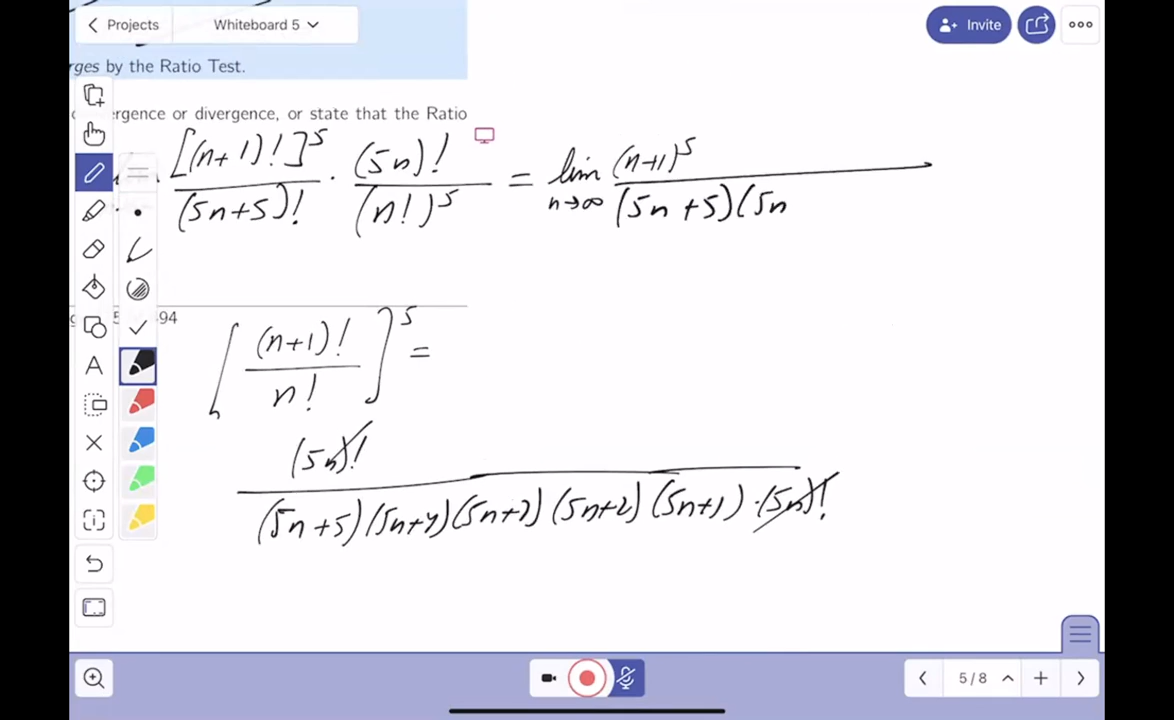 Projects Whiteboard 5 Invite
rges by the Ratio Test.
ergence or divergence, or state that the Ratio
[(n+1)!]^5 / (5n+5)! · (5n)! / (n!)^5 = lim n→∞ (n+1)^5 / (5n+5)(5n
94
[ (n+1)! / n! ]^5 =
(5n)!
(5n+5)(5n+4)(5n+3)(5n+2)(5n+1)·(5n)!
5 / 8